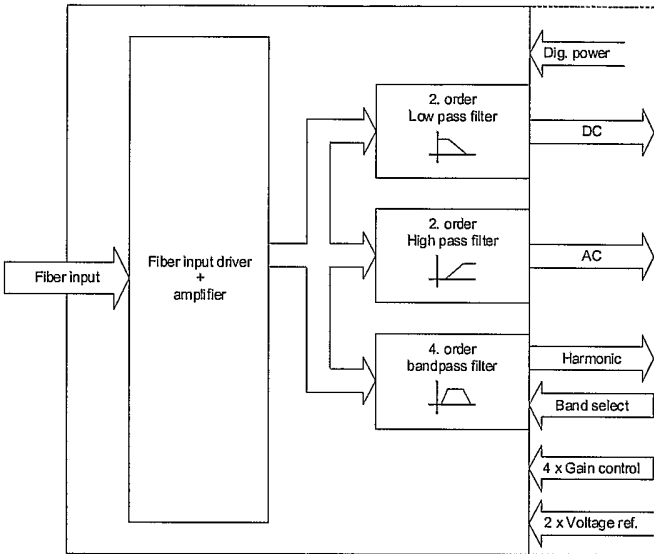 Dig. power
2. order
Low pass filter
DC
2. order
High pass filter
AC
Fiber input
Fiber input driver
+
amplifier
4. order
bandpass filter
Harmonic
Band select
4 x Gain control
2 x Voltage ref.